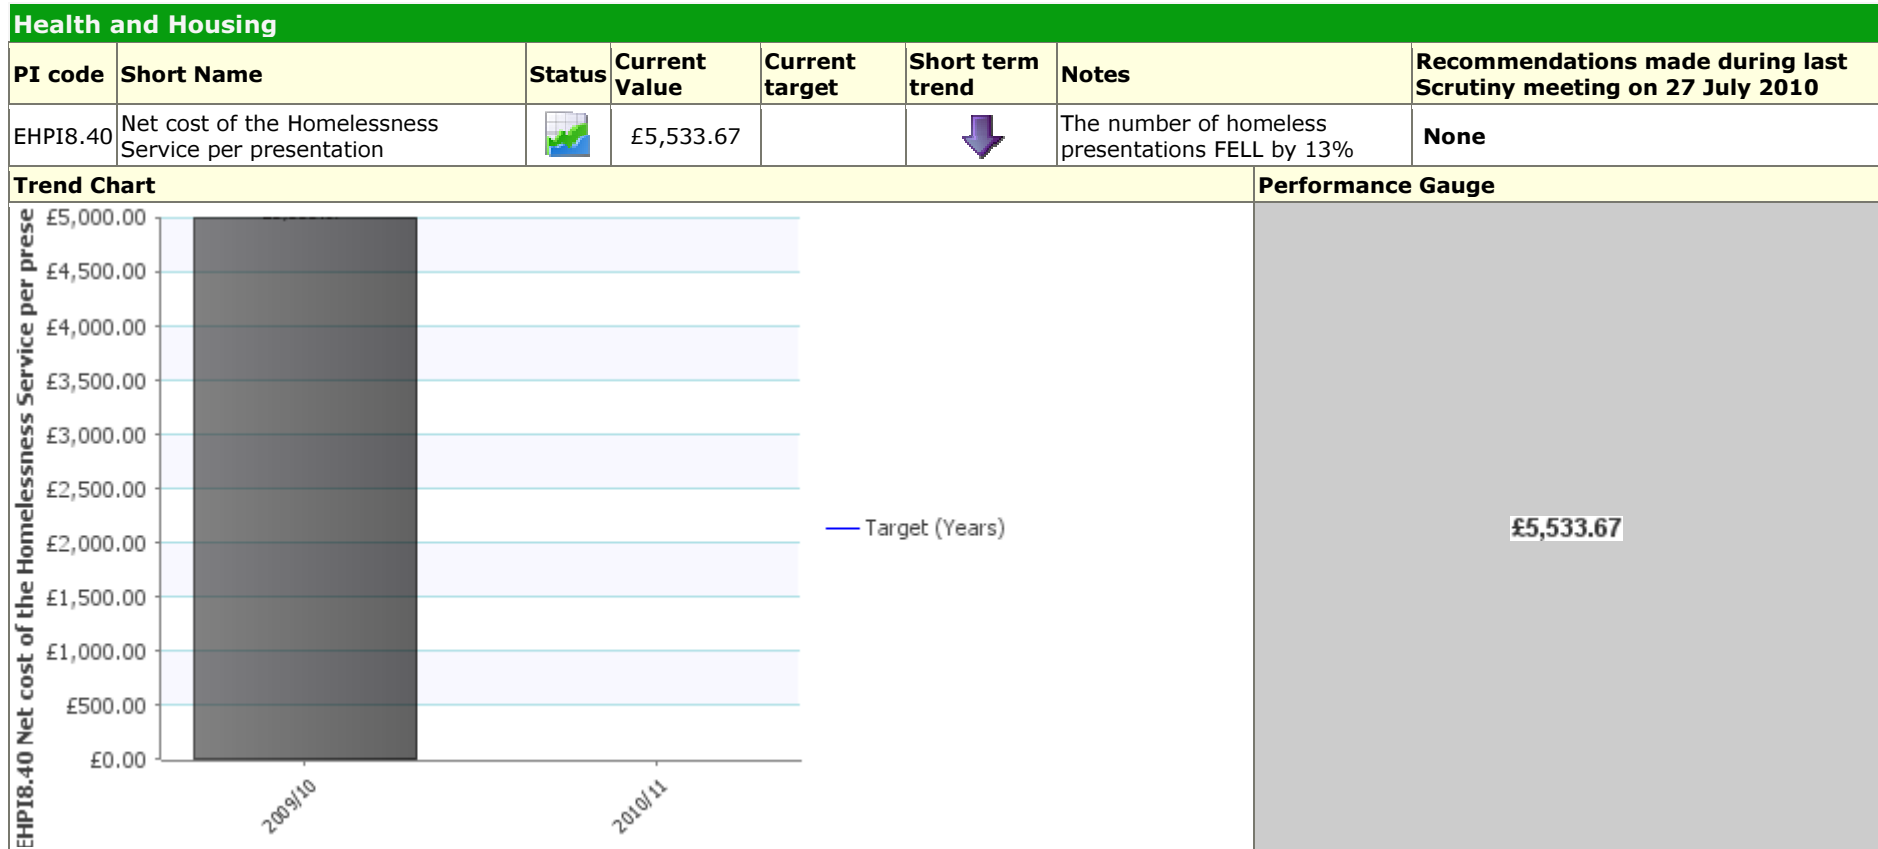 Health and Housing
PI code
Short Name
Status
Current
Value
Current
target
Short term
trend
Notes
Recommendations made during last
Scrutiny meeting on 27 July 2010
EHPI8.40
Net cost of the Homelessness
Service per presentation
£5,533.67
The number of homeless
presentations FELL by 13%
None
Trend Chart
Performance Gauge
EHPI8.40 Net cost of the Homelessness Service per prese
£5,000.00
£4,500.00
£4,000.00
£3,500.00
£3,000.00
£2,500.00
£2,000.00
£1,500.00
£1,000.00
£500.00
£0.00
2009/10
2010/11
Target (Years)
£5,533.67